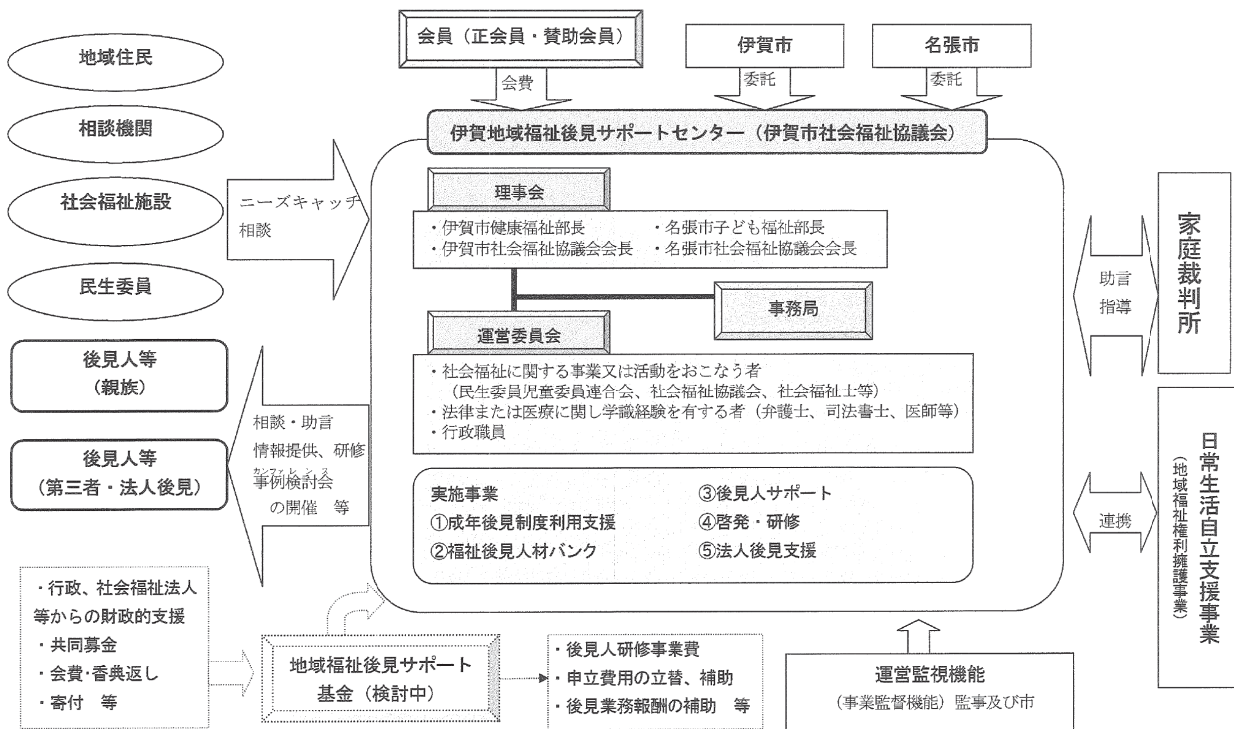 会員（正会員・賛助会員）
伊賀市
名張市
会費
委託
委託
地域住民
相談機関
社会福祉施設
民生委員
ニーズキャッチ
相談
後見人等
（親族）
後見人等
（第三者・法人後見）
相談・助言
情報提供、研修
カンファレンス
事例検討会
の開催　等
伊賀地域福祉後見サポートセンター（伊賀市社会福祉協議会）
理事会
・伊賀市健康福祉部長　・名張市子ども福祉部長
・伊賀市社会福祉協議会会長　・名張市社会福祉協議会会長
事務局
運営委員会
・社会福祉に関する事業又は活動をおこなう者
（民生委員児童委員連合会、社会福祉協議会、社会福祉士等）
・法律または医療に関し学識経験を有する者（弁護士、司法書士、医師等）
・行政職員
実施事業　③後見人サポート
①成年後見制度利用支援　④啓発・研修
②福祉後見人材バンク　⑤法人後見支援
助言
指導
家庭裁判所
連携
日常生活自立支援事業
（地域福祉権利擁護事業）
・行政、社会福祉法人
等からの財政的支援
・共同募金
・会費・香典返し
・寄付　等
地域福祉後見サポート
基金（検討中）
・後見人研修事業費
・申立費用の立替、補助
・後見業務報酬の補助　等
運営監視機能
（事業監督機能）監事及び市